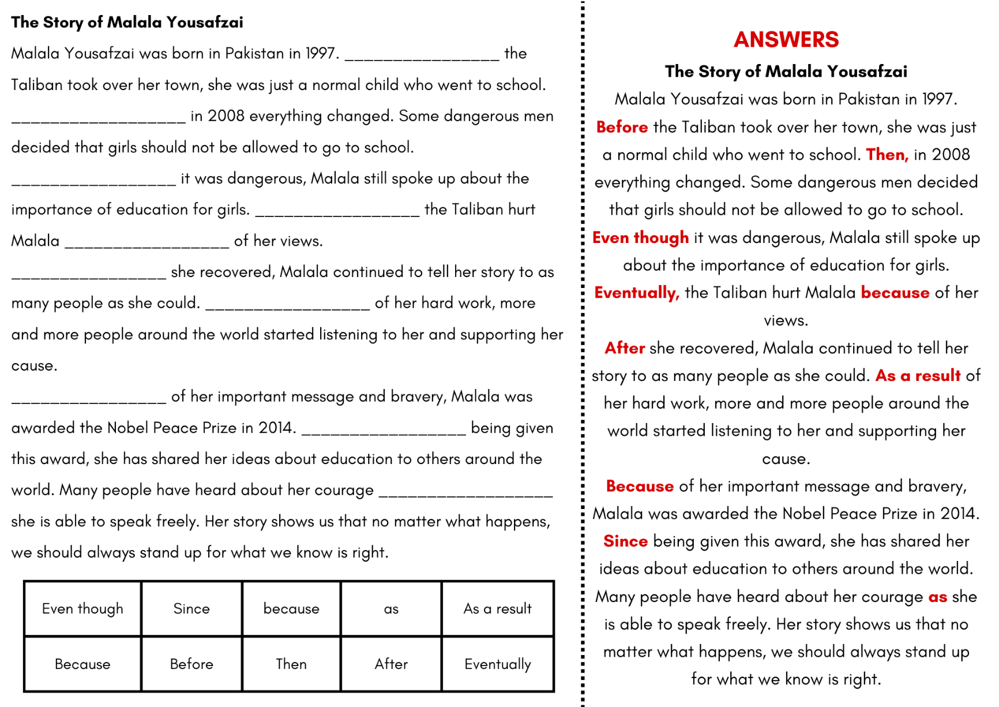 The Story of Malala Yousafzai
Malala Yousafzai was born in Pakistan in 1997. ________________ the
Taliban took over her town, she was just a normal child who went to school.
__________________ in 2008 everything changed. Some dangerous men
decided that girls should not be allowed to go to school.
_________________ it was dangerous, Malala still spoke up about the
importance of education for girls. _________________ the Taliban hurt
Malala _________________ of her views.
________________ she recovered, Malala continued to tell her story to as
many people as she could. _________________ of her hard work, more
and more people around the world started listening to her and supporting her
cause.
________________ of her important message and bravery, Malala was
awarded the Nobel Peace Prize in 2014. _________________ being given
this award, she has shared her ideas about education to others around the
world. Many people have heard about her courage __________________
she is able to speak freely. Her story shows us that no matter what happens,
we should always stand up for what we know is right.
Even though Since because as As a result
Because Before Then After Eventually
ANSWERS
The Story of Malala Yousafzai
Malala Yousafzai was born in Pakistan in 1997.
Before the Taliban took over her town, she was just
a normal child who went to school. Then, in 2008
everything changed. Some dangerous men decided
that girls should not be allowed to go to school.
Even though it was dangerous, Malala still spoke up
about the importance of education for girls.
Eventually, the Taliban hurt Malala because of her
views.
After she recovered, Malala continued to tell her
story to as many people as she could. As a result of
her hard work, more and more people around the
world started listening to her and supporting her
cause.
Because of her important message and bravery,
Malala was awarded the Nobel Peace Prize in 2014.
Since being given this award, she has shared her
ideas about education to others around the world.
Many people have heard about her courage as she
is able to speak freely. Her story shows us that no
matter what happens, we should always stand up
for what we know is right.